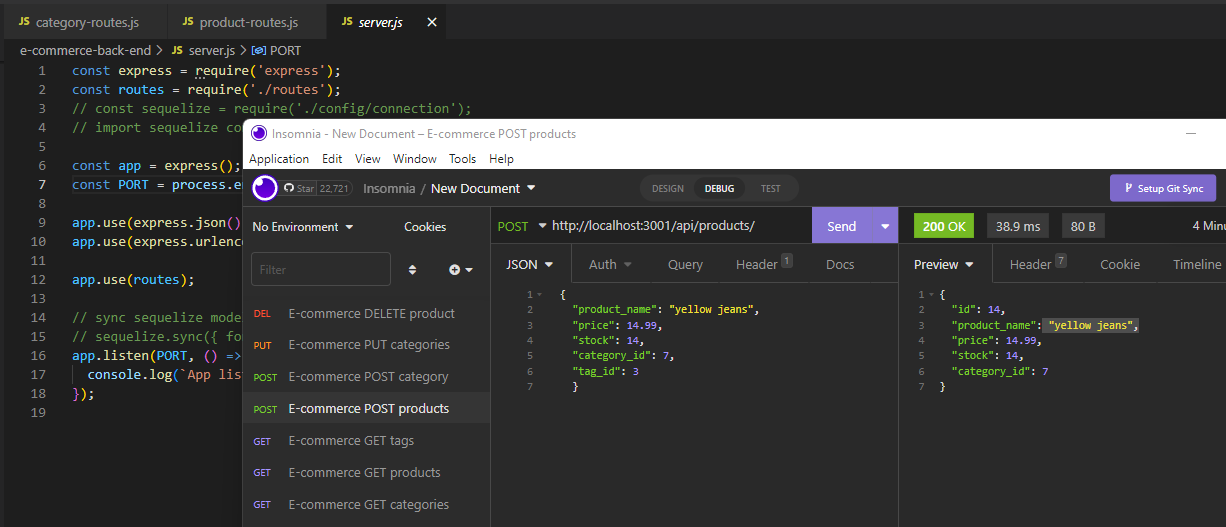 JS category-routes.js
JS product-routes.js
JS server.js ×
e-commerce-back-end > JS server.js > PORT
1 const express = require('express');
2 const routes = require('./routes');
3 // const sequelize = require('./config/connection');
4 // import sequelize co
5
6 const app = express();
7 const PORT = process.e
8
9 app.use(express.json()
10 app.use(express.urlenc
11
12 app.use(routes);
13
14 // sync sequelize mode
15 // sequelize.sync({ fo
16 app.listen(PORT, () =>
17 console.log(`App lis
18 });
19
Insomnia - New Document – E-commerce POST products
Application Edit View Window Tools Help
Star 22,721 Insomnia / New Document
DESIGN DEBUG TEST
Setup Git Sync
No Environment Cookies
Filter
DEL E-commerce DELETE product
PUT E-commerce PUT categories
POST E-commerce POST category
POST E-commerce POST products
GET E-commerce GET tags
GET E-commerce GET products
GET E-commerce GET categories
POST http://localhost:3001/api/products/ Send
JSON Auth Query Header 1 Docs
1 {
2 "product_name": "yellow jeans",
3 "price": 14.99,
4 "stock": 14,
5 "category_id": 7,
6 "tag_id": 3
7 }
200 OK 38.9 ms 80 B 4 Minu
Preview Header 7 Cookie Timeline
1 {
2 "id": 14,
3 "product_name": "yellow jeans",
4 "price": 14.99,
5 "stock": 14,
6 "category_id": 7
7 }